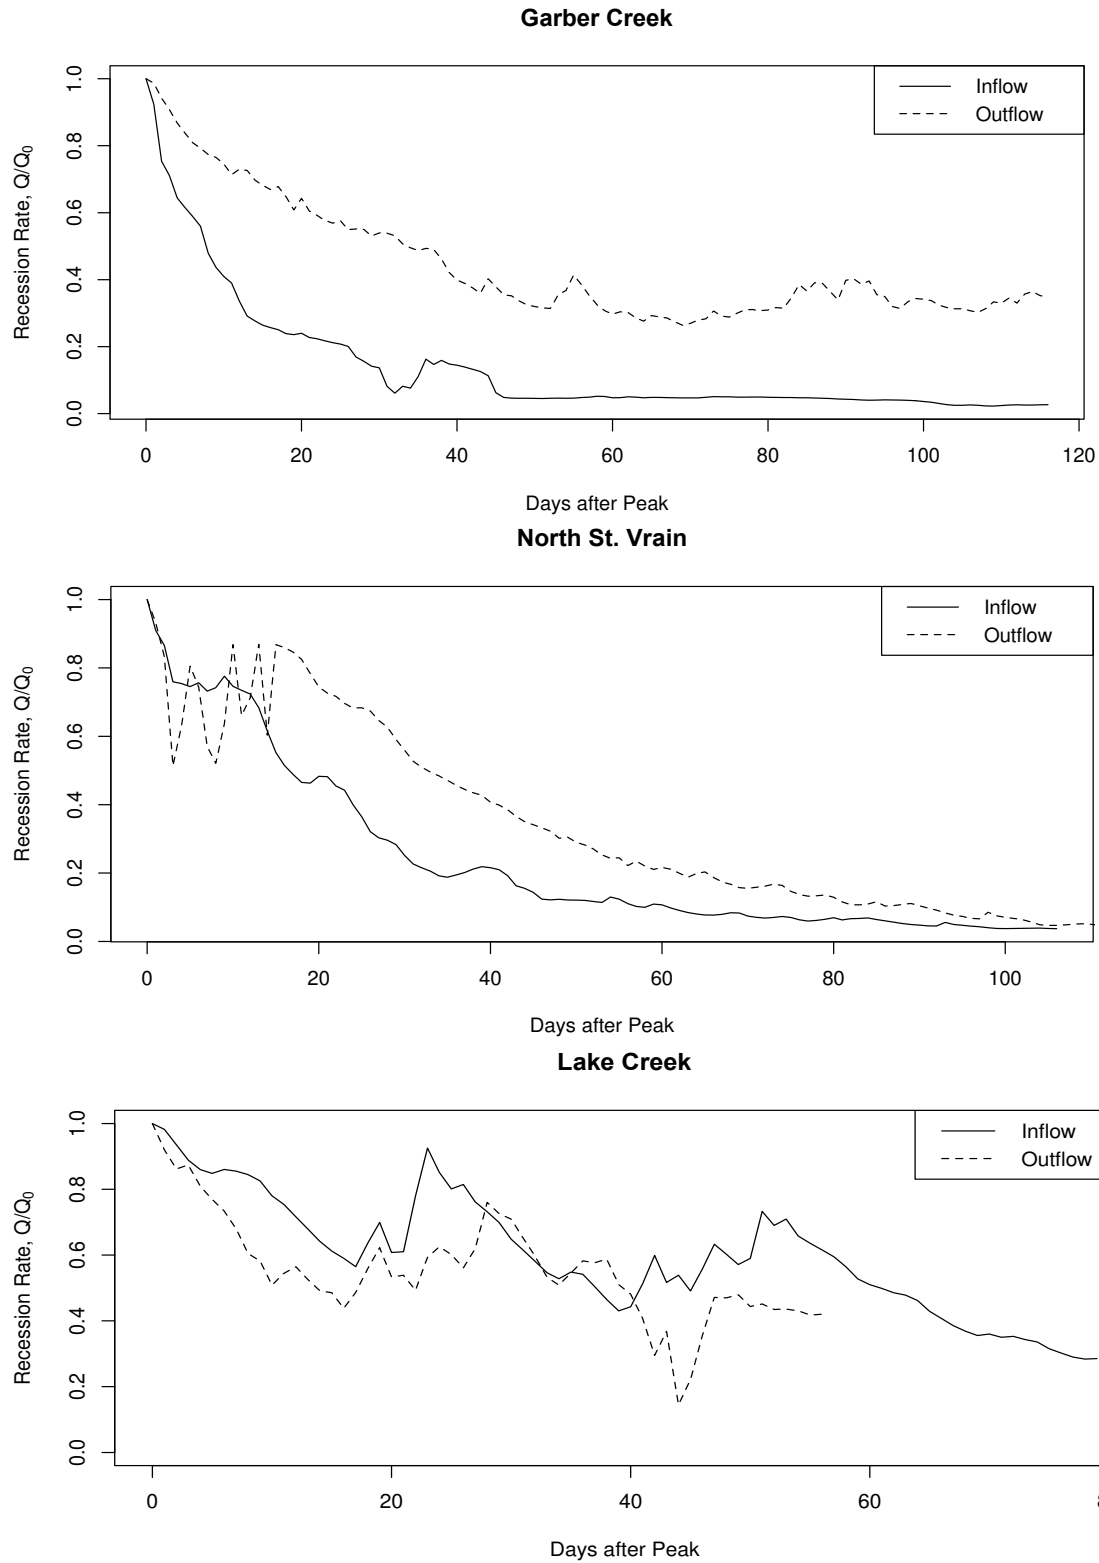 Garber Creek
Recession Rate, Q/Q0
1.0
0.8
0.6
0.4
0.2
0.0
Inflow
Outflow
0 20 40 60 80 100 120
Days after Peak
North St. Vrain
Recession Rate, Q/Q0
1.0
0.8
0.6
0.4
0.2
0.0
Inflow
Outflow
0 20 40 60 80 100
Days after Peak
Lake Creek
Recession Rate, Q/Q0
1.0
0.8
0.6
0.4
0.2
0.0
Inflow
Outflow
0 20 40 60
Days after Peak